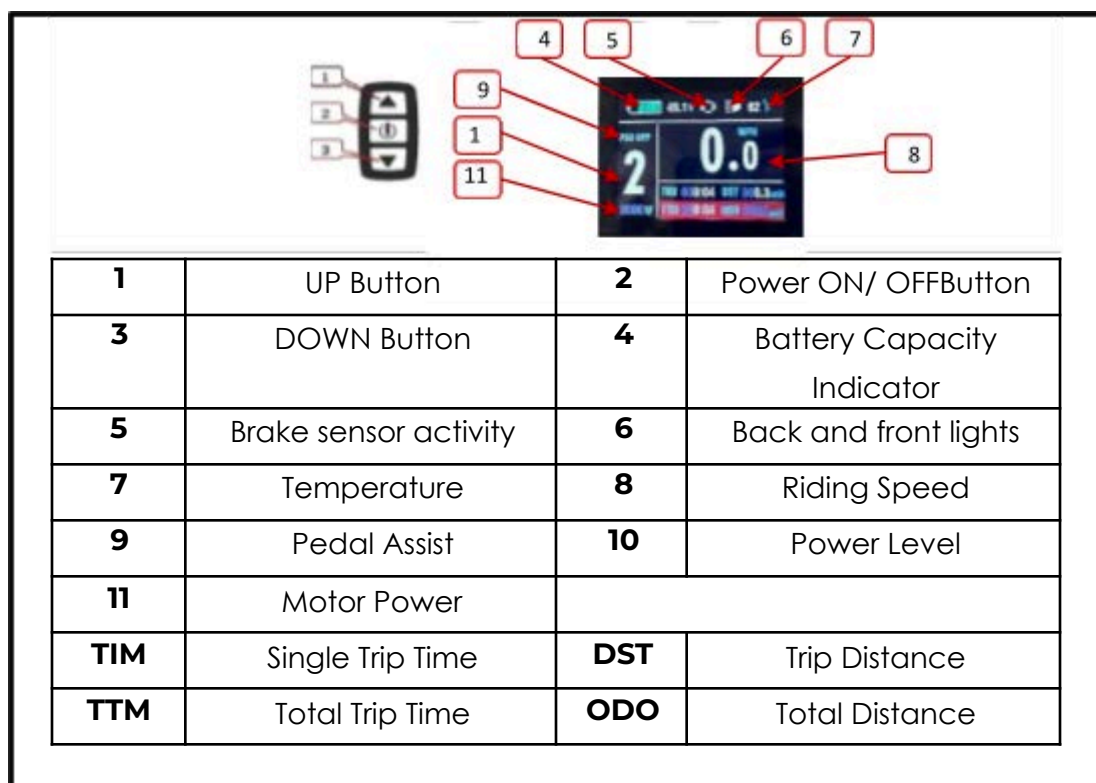 4 5 6 7
1
9
2
1
8
3
11
2
0.0
1 UP Button 2 Power ON/ OFFButton
3 DOWN Button 4 Battery Capacity
Indicator
5 Brake sensor activity 6 Back and front lights
7 Temperature 8 Riding Speed
9 Pedal Assist 10 Power Level
11 Motor Power
TIM Single Trip Time DST Trip Distance
TTM Total Trip Time ODO Total Distance